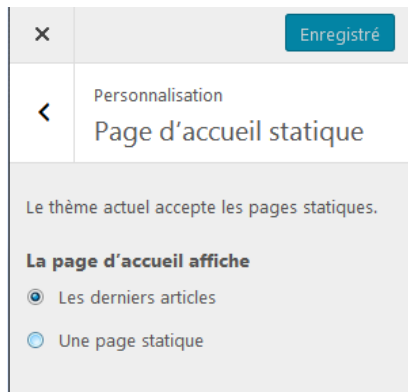 Enregistré
Personnalisation
Page d’accueil statique
Le thème actuel accepte les pages statiques.
La page d’accueil affiche
Les derniers articles
Une page statique